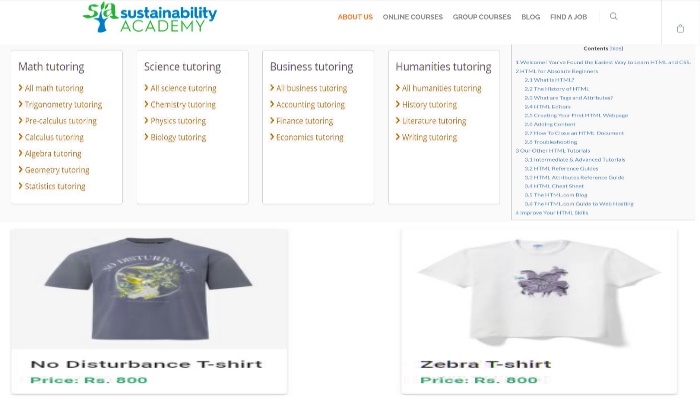 sa sustainability
ACADEMY
ABOUT US
ONLINE COURSES
GROUP COURSES
BLOG
FIND A JOB
Math tutoring
All math tutoring
Trigonometry tutoring
Pre-calculus tutoring
Calculus tutoring
Algebra tutoring
Geometry tutoring
Statistics tutoring
Science tutoring
All science tutoring
Chemistry tutoring
Physics tutoring
Biology tutoring
Business tutoring
All business tutoring
Accounting tutoring
Finance tutoring
Economics tutoring
Humanities tutoring
All humanities tutoring
History tutoring
Literature tutoring
Writing tutoring
Contents [hide]
1 Welcome! You've Found the Easiest Way to Learn HTML and CSS.
2 HTML for Absolute Beginners
2.1 What is HTML?
2.2 The History of HTML
2.3 What are Tags and Attributes?
2.4 HTML Editors
2.5 Creating Your First HTML Webpage
2.6 Adding Content
2.7 How To Close an HTML Document
2.8 Troubleshooting
3 Our Other HTML Tutorials
3.1 Intermediate & Advanced Tutorials
3.2 HTML Reference Guides
3.3 HTML Attributes Reference Guide
3.4 HTML Cheat Sheet
3.5 The HTML.com Blog
3.6 The HTML.com Guide to Web Hosting
4 Improve Your HTML Skills
NO DISTURBANCE
No Disturbance T-shirt
Price: Rs. 800
Zebra T-shirt
Price: Rs. 800